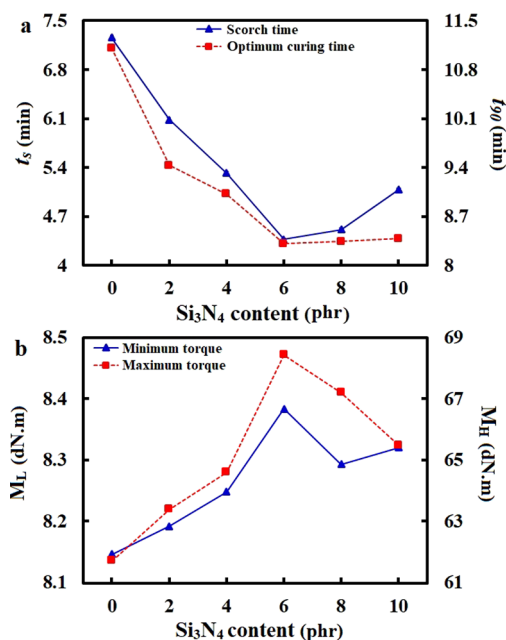 a
Scorch time
Optimum curing time
7.5
6.8
6.1
5.4
4.7
4
tₛ (min)
11.5
10.8
10.1
9.4
8.7
8
t₉₀ (min)
0 2 4 6 8 10
Si₃N₄ content (phr)
b
Minimum torque
Maximum torque
8.5
8.4
8.3
8.2
8.1
M_L (dN.m)
69
67
65
63
61
M_H (dN.m)
0 2 4 6 8 10
Si₃N₄ content (phr)